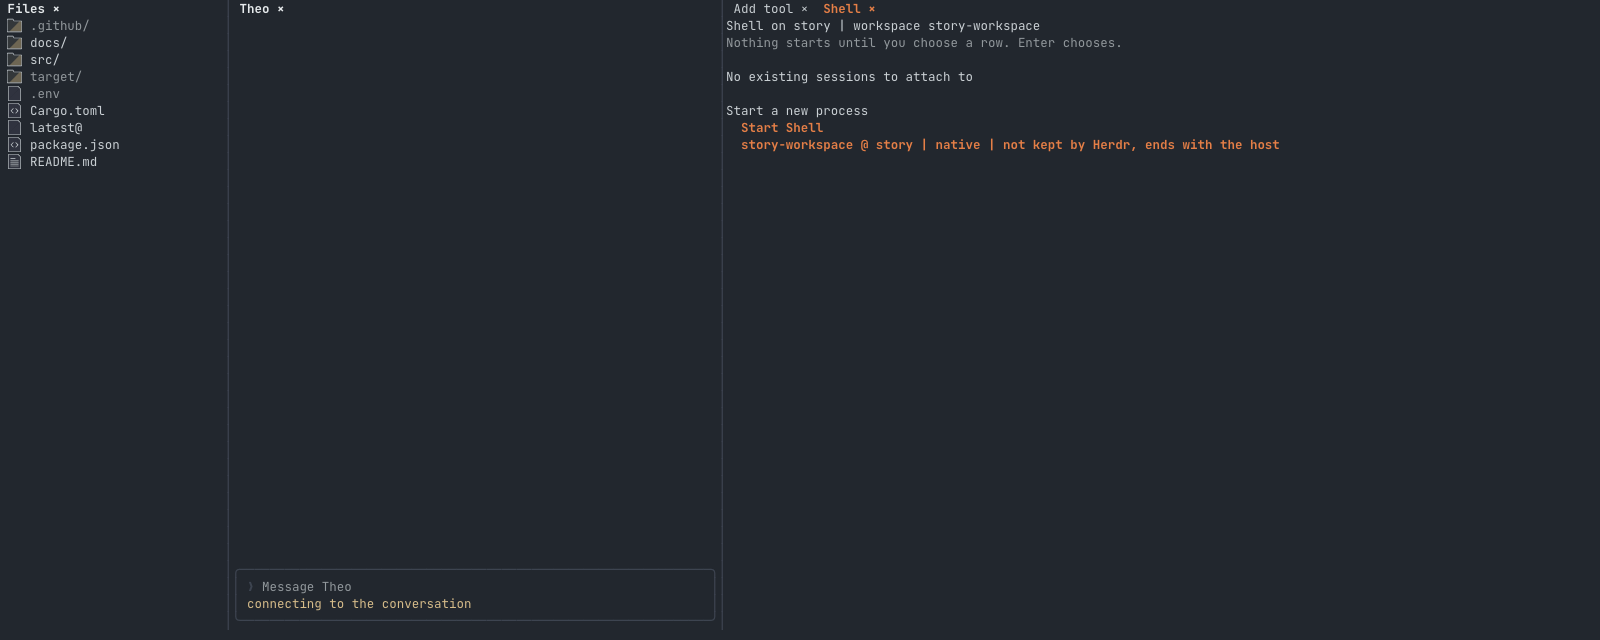 Files ×
.github/
docs/
src/
target/
.env
Cargo.toml
latest@
package.json
README.md
Theo ×
⟩ Message Theo
connecting to the conversation
Add tool × Shell ×
Shell on story | workspace story-workspace
Nothing starts until you choose a row. Enter chooses.
No existing sessions to attach to
Start a new process
Start Shell
story-workspace @ story | native | not kept by Herdr, ends with the host